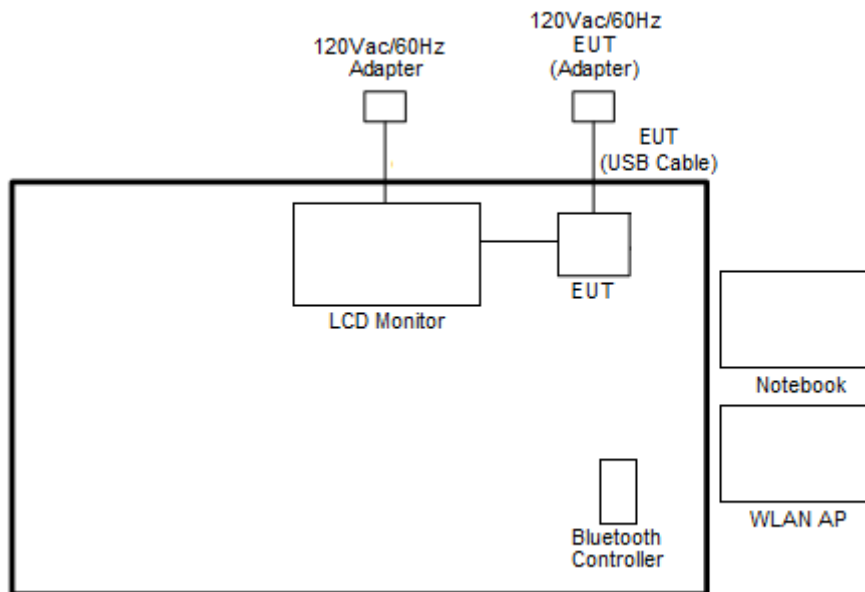 120Vac/60Hz
Adapter
120Vac/60Hz
EUT
(Adapter)
EUT
(USB Cable)
LCD Monitor
EUT
Notebook
WLAN AP
Bluetooth
Controller